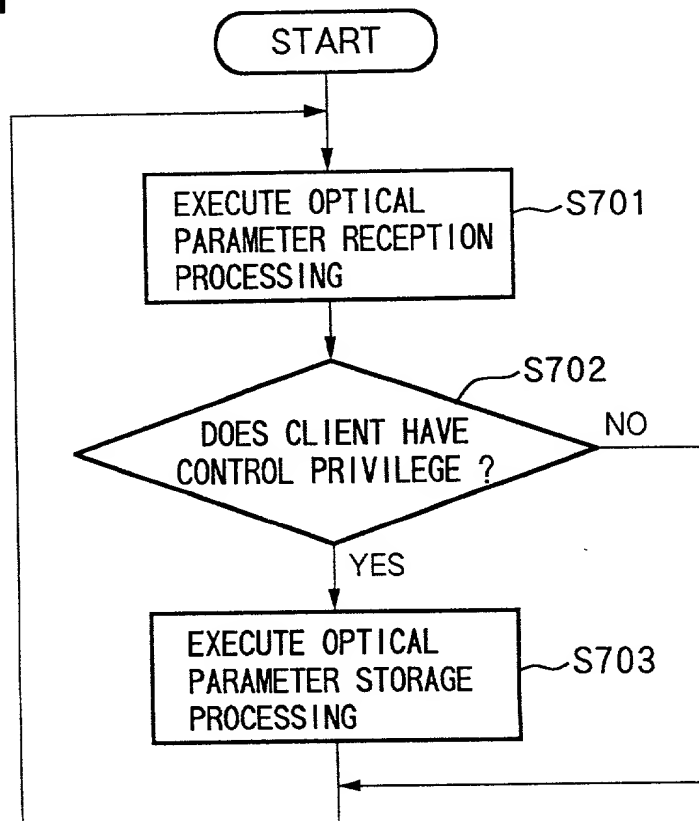 START
EXECUTE OPTICAL
PARAMETER RECEPTION
PROCESSING
S701
S702
DOES CLIENT HAVE
CONTROL PRIVILEGE ?
NO
YES
EXECUTE OPTICAL
PARAMETER STORAGE
PROCESSING
S703